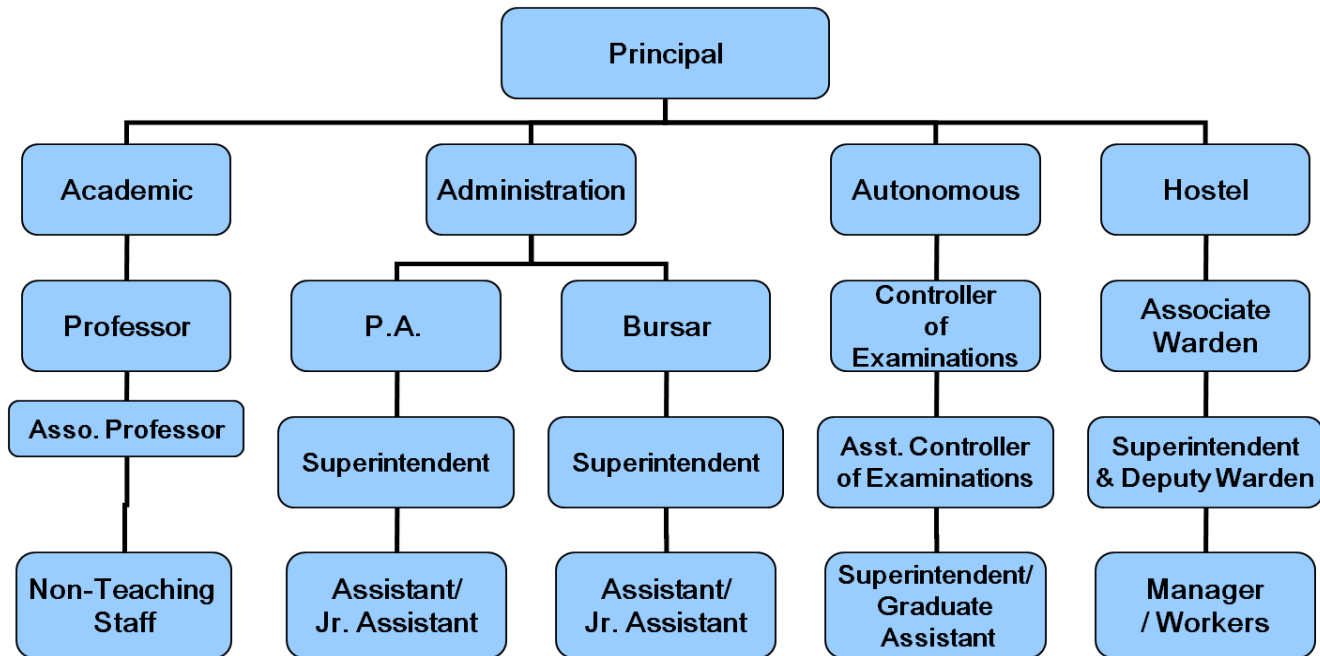 Principal
Academic
Administration
Autonomous
Hostel
Professor
P.A.
Bursar
Controller
of
Examinations
Associate
Warden
Asso. Professor
Superintendent
Superintendent
Asst. Controller
of Examinations
Superintendent
& Deputy Warden
Non-Teaching
Staff
Assistant/
Jr. Assistant
Assistant/
Jr. Assistant
Superintendent/
Graduate
Assistant
Manager
/ Workers